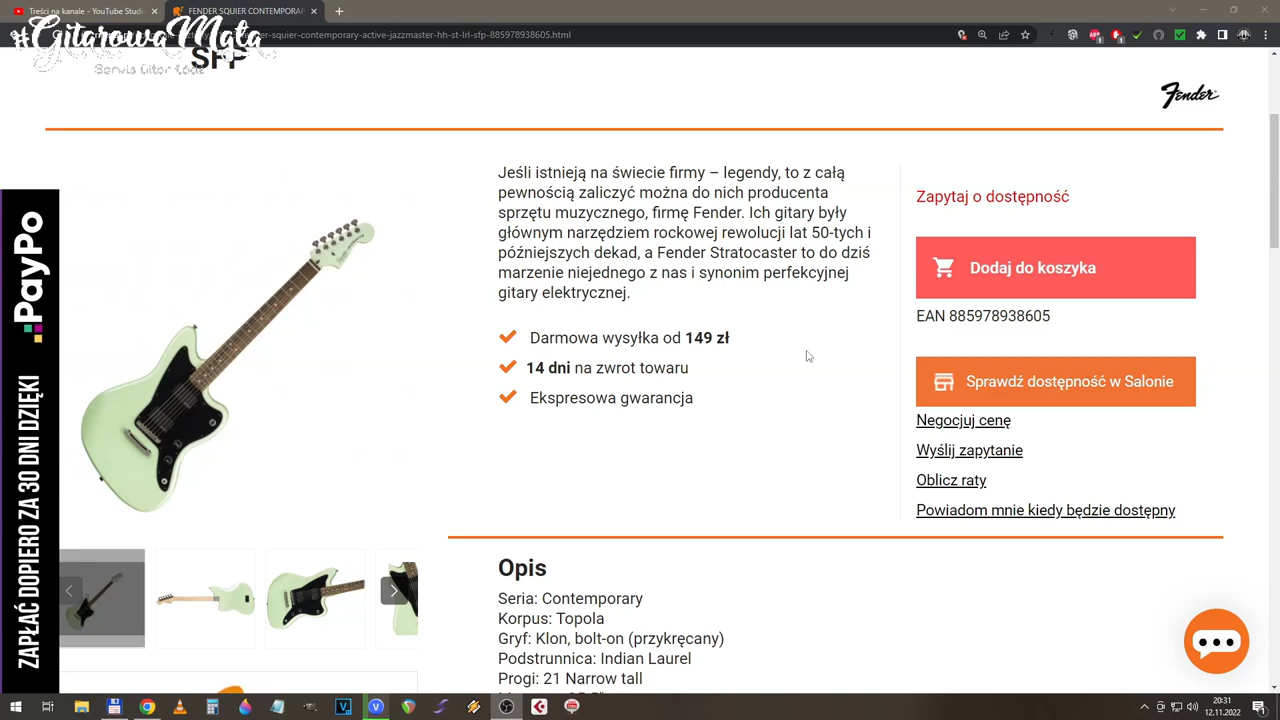 Treści na kanale - YouTube Studi
FENDER SQUIER CONTEMPORAR
#GitarowaMgła
Serwis Gitar Łódź
-squier-contemporary-active-jazzmaster-hh-st-lrl-sfp-885978938605.html
SFP
Fender
Jeśli istnieją na świecie firmy – legendy, to z całą
pewnością zaliczyć można do nich producenta
sprzętu muzycznego, firmę Fender. Ich gitary były
głównym narzędziem rockowej rewolucji lat 50-tych i
późniejszych dekad, a Fender Stratocaster to do dziś
marzenie niejednego z nas i synonim perfekcyjnej
gitary elektrycznej.
Darmowa wysyłka od 149 zł
14 dni na zwrot towaru
Ekspresowa gwarancja
Zapytaj o dostępność
Dodaj do koszyka
EAN 885978938605
Sprawdź dostępność w Salonie
Negocjuj cenę
Wyślij zapytanie
Oblicz raty
Powiadom mnie kiedy będzie dostępny
ZAPŁAĆ DOPIERO ZA 30 DNI DZIĘKI PayPo
Opis
Seria: Contemporary
Korpus: Topola
Gryf: Klon, bolt-on (przykręcany)
Podstrunnica: Indian Laurel
Progi: 21 Narrow tall
20:31
12.11.2022